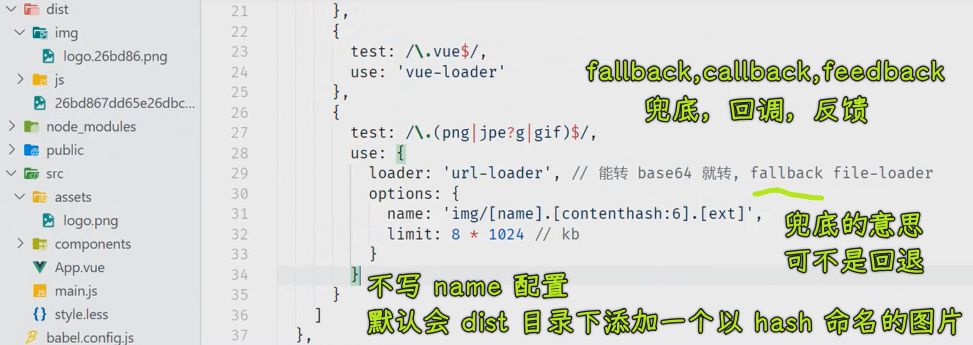 dist
img
logo.26bd86.png
js
26bd867dd65e26dbc...
node_modules
public
src
assets
logo.png
components
App.vue
main.js
style.less
babel.config.js
21 },
22 {
23 test: /\.vue$/,
24 use: 'vue-loader'
25 },
26 {
27 test: /\.(png|jpe?g|gif)$/,
28 use: {
29 loader: 'url-loader', // 能转 base64 就转, fallback file-loader
30 options: {
31 name: 'img/[name].[contenthash:6].[ext]',
32 limit: 8 * 1024 // kb
33 }
34 }
35 }
36 ]
37 },
fallback,callback,feedback
兜底，回调，反馈
兜底的意思
可不是回退
不写 name 配置
默认会 dist 目录下添加一个以 hash 命名的图片